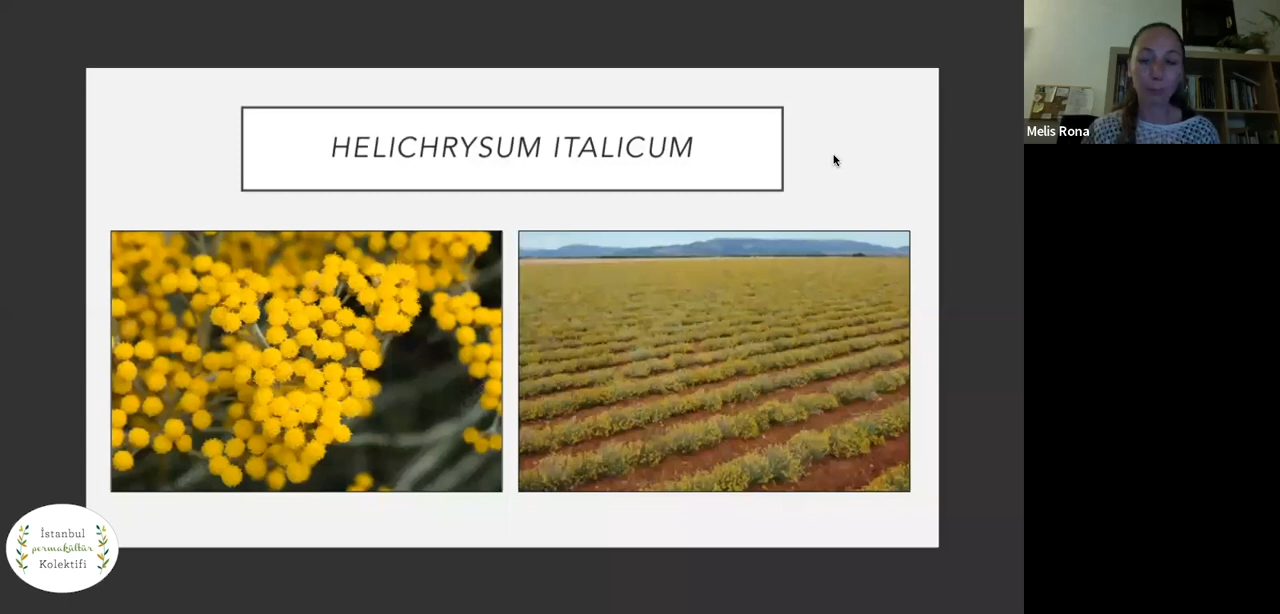 HELICHRYSUM ITALICUM
Melis Rona
İstanbul
permakültür
Kolektifi